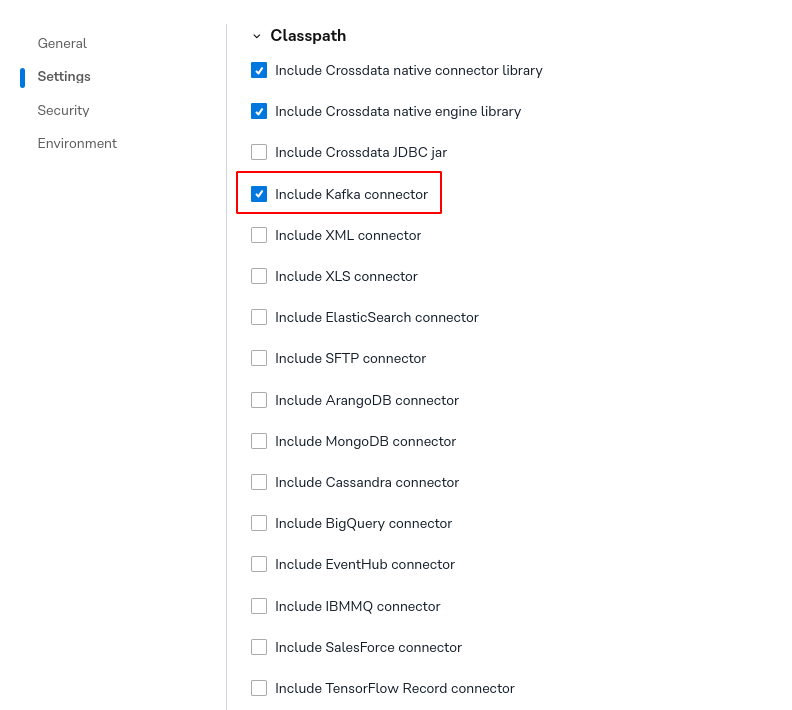 General
Settings
Security
Environment
Classpath
Include Crossdata native connector library
Include Crossdata native engine library
Include Crossdata JDBC jar
Include Kafka connector
Include XML connector
Include XLS connector
Include ElasticSearch connector
Include SFTP connector
Include ArangoDB connector
Include MongoDB connector
Include Cassandra connector
Include BigQuery connector
Include EventHub connector
Include IBMMQ connector
Include SalesForce connector
Include TensorFlow Record connector